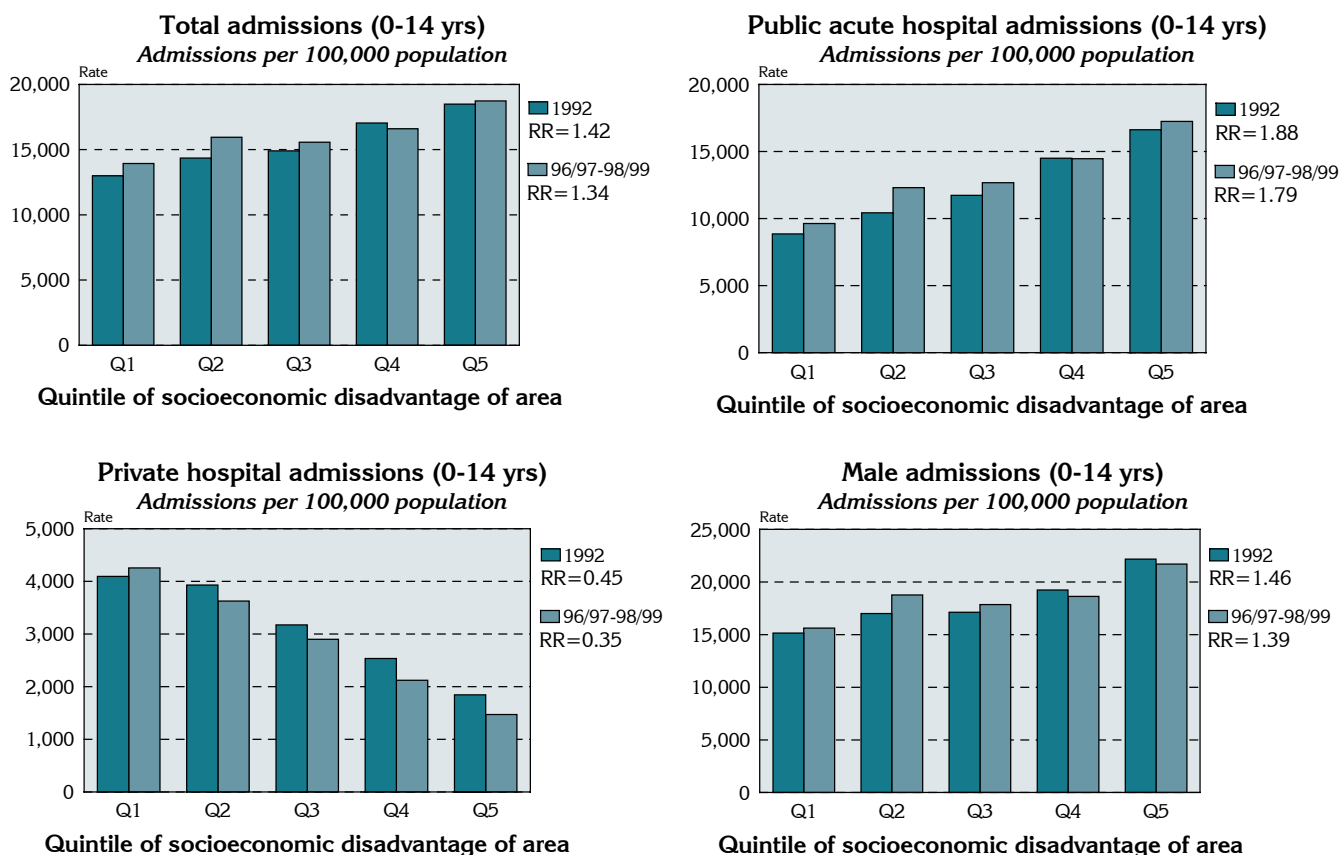 Total admissions (0-14 yrs)
Admissions per 100,000 population
Rate
20,000
15,000
10,000
5,000
0
Q1 Q2 Q3 Q4 Q5
Quintile of socioeconomic disadvantage of area
1992
RR=1.42
96/97-98/99
RR=1.34
Public acute hospital admissions (0-14 yrs)
Admissions per 100,000 population
Rate
20,000
15,000
10,000
5,000
0
Q1 Q2 Q3 Q4 Q5
Quintile of socioeconomic disadvantage of area
1992
RR=1.88
96/97-98/99
RR=1.79
Private hospital admissions (0-14 yrs)
Admissions per 100,000 population
Rate
5,000
4,000
3,000
2,000
1,000
0
Q1 Q2 Q3 Q4 Q5
Quintile of socioeconomic disadvantage of area
1992
RR=0.45
96/97-98/99
RR=0.35
Male admissions (0-14 yrs)
Admissions per 100,000 population
Rate
25,000
20,000
15,000
10,000
5,000
0
Q1 Q2 Q3 Q4 Q5
Quintile of socioeconomic disadvantage of area
1992
RR=1.46
96/97-98/99
RR=1.39